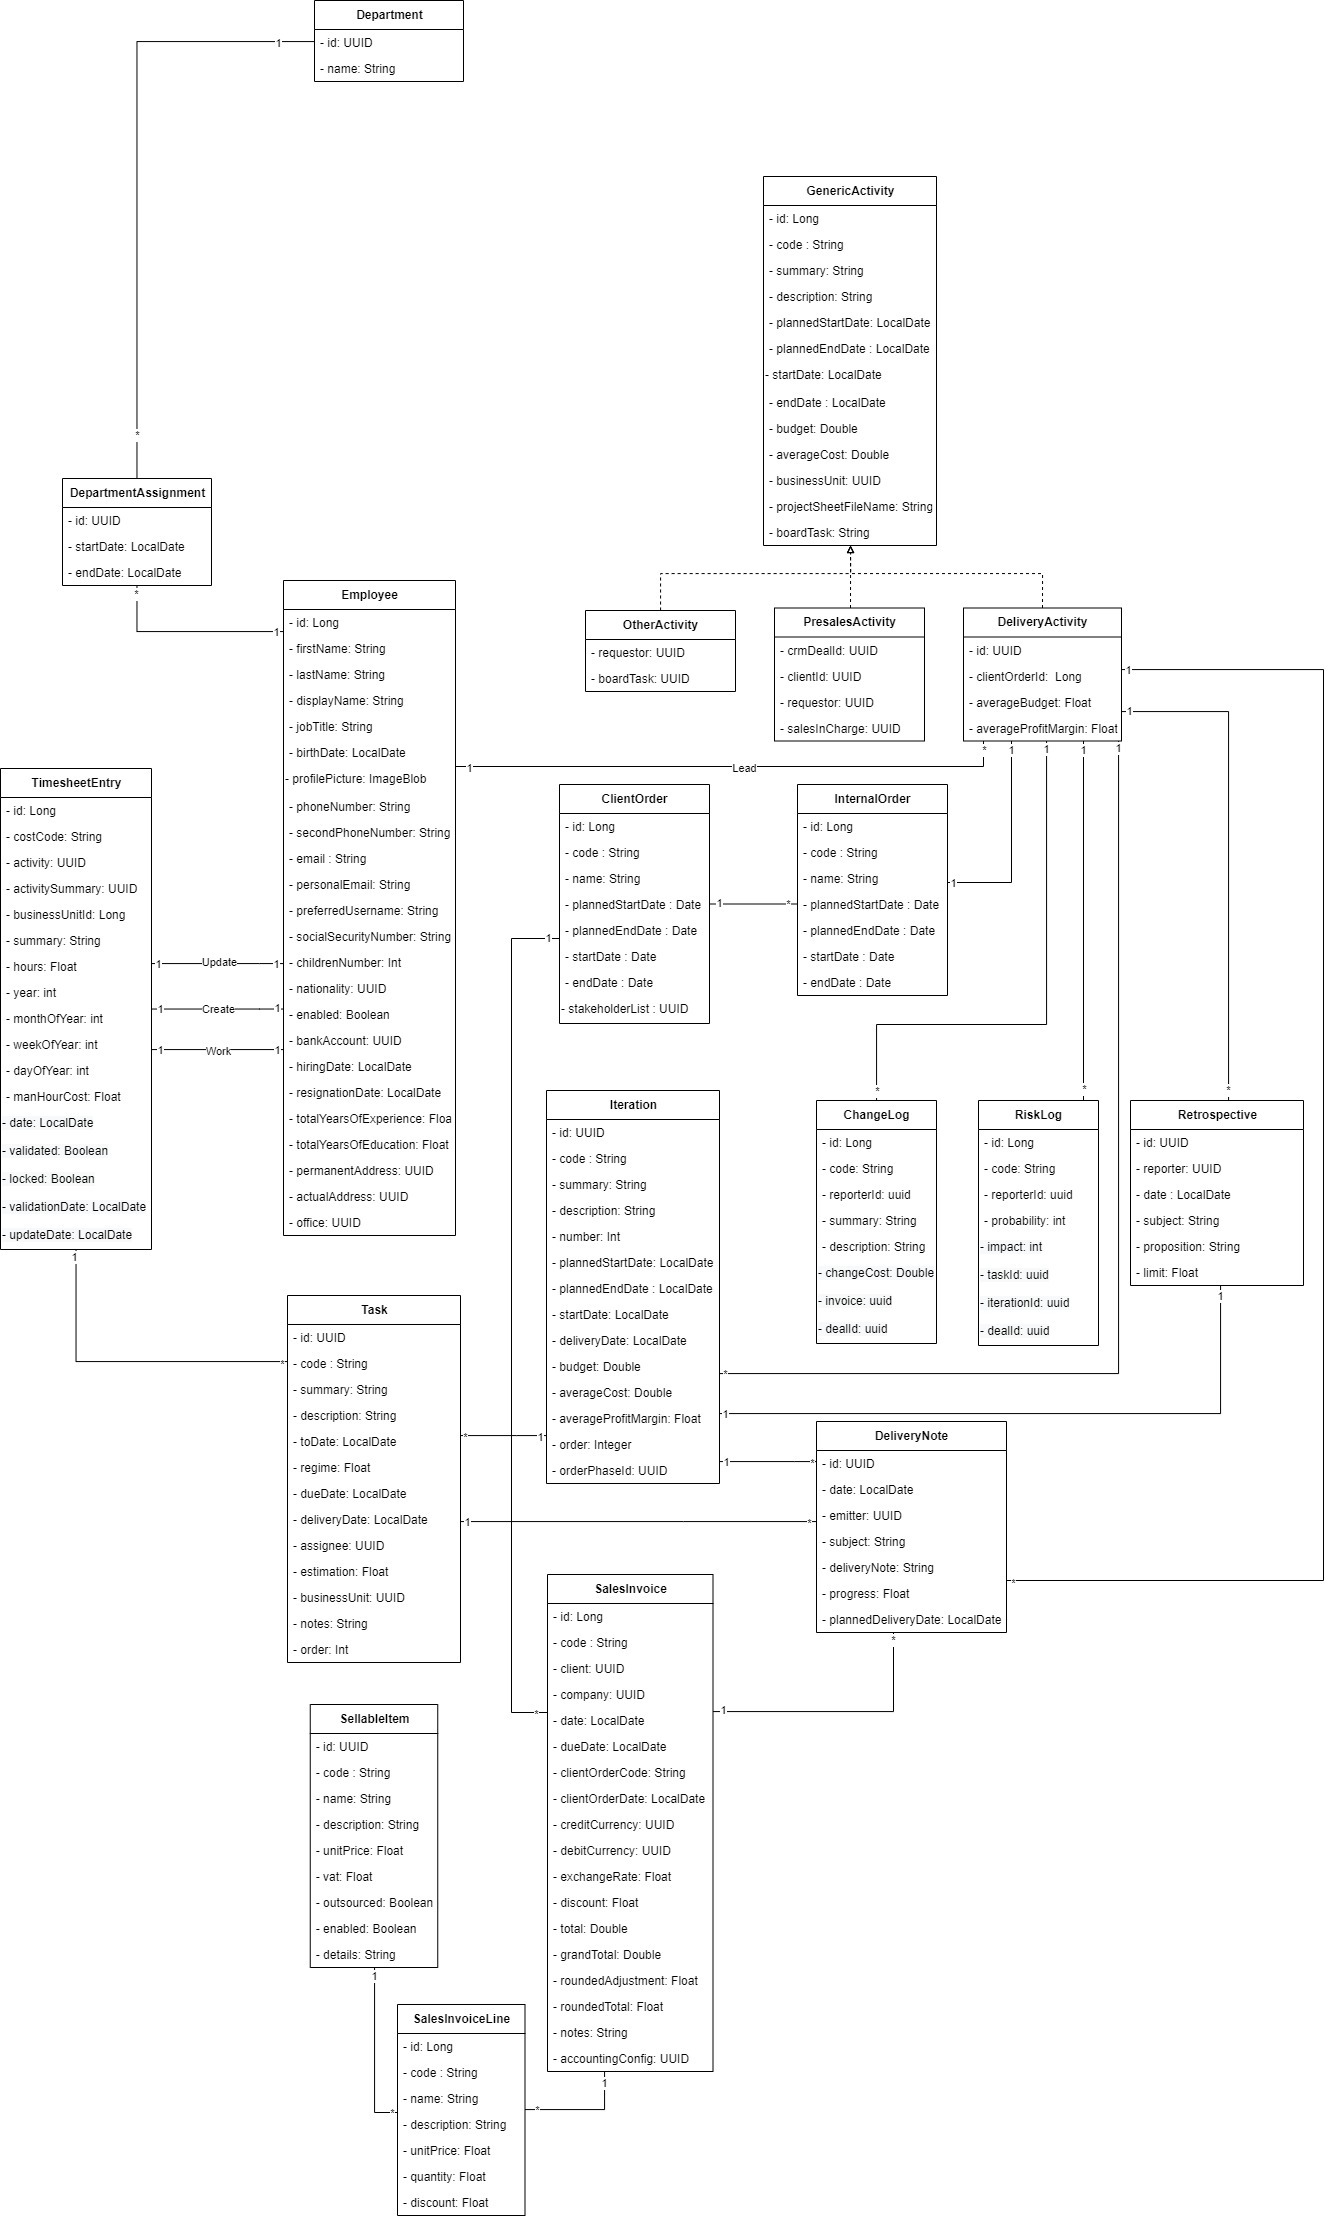 Department
- id: UUID
- name: String
1
*
GenericActivity
- id: Long
- code : String
- summary: String
- description: String
- plannedStartDate: LocalDate
- plannedEndDate : LocalDate
- startDate: LocalDate
- endDate : LocalDate
- budget: Double
- averageCost: Double
- businessUnit: UUID
- projectSheetFileName: String
- boardTask: String
DepartmentAssignment
- id: UUID
- startDate: LocalDate
- endDate: LocalDate
*
1
Employee
- id: Long
- firstName: String
- lastName: String
- displayName: String
- jobTitle: String
- birthDate: LocalDate
- profilePicture: ImageBlob
- phoneNumber: String
- secondPhoneNumber: String
- email : String
- personalEmail: String
- preferredUsername: String
- socialSecurityNumber: String
- childrenNumber: Int
- nationality: UUID
- enabled: Boolean
- bankAccount: UUID
- hiringDate: LocalDate
- resignationDate: LocalDate
- totalYearsOfExperience: Floa
- totalYearsOfEducation: Float
- permanentAddress: UUID
- actualAddress: UUID
- office: UUID
OtherActivity
- requestor: UUID
- boardTask: UUID
PresalesActivity
- crmDealId: UUID
- clientId: UUID
- requestor: UUID
- salesInCharge: UUID
DeliveryActivity
- id: UUID
- clientOrderId: Long
- averageBudget: Float
- averageProfitMargin: Float
1
1
*
1
1
1
1
1
Lead
TimesheetEntry
- id: Long
- costCode: String
- activity: UUID
- activitySummary: UUID
- businessUnitId: Long
- summary: String
- hours: Float
- year: int
- monthOfYear: int
- weekOfYear: int
- dayOfYear: int
- manHourCost: Float
- date: LocalDate
- validated: Boolean
- locked: Boolean
- validationDate: LocalDate
- updateDate: LocalDate
1
Update
1
1
Create
1
1
Work
1
1
*
ClientOrder
- id: Long
- code : String
- name: String
- plannedStartDate : Date
- plannedEndDate : Date
- startDate : Date
- endDate : Date
- stakeholderList : UUID
1
*
1
InternalOrder
- id: Long
- code : String
- name: String
- plannedStartDate : Date
- plannedEndDate : Date
- startDate : Date
- endDate : Date
1
*
*
*
Iteration
- id: UUID
- code : String
- summary: String
- description: String
- number: Int
- plannedStartDate: LocalDate
- plannedEndDate : LocalDate
- startDate: LocalDate
- deliveryDate: LocalDate
- budget: Double
- averageCost: Double
- averageProfitMargin: Float
- order: Integer
- orderPhaseId: UUID
ChangeLog
- id: Long
- code: String
- reporterId: uuid
- summary: String
- description: String
- changeCost: Double
- invoice: uuid
- dealId: uuid
RiskLog
- id: Long
- code: String
- reporterId: uuid
- probability: int
- impact: int
- taskId: uuid
- iterationId: uuid
- dealId: uuid
Retrospective
- id: UUID
- reporter: UUID
- date : LocalDate
- subject: String
- proposition: String
- limit: Float
1
*
1
Task
- id: UUID
- code : String
- summary: String
- description: String
- toDate: LocalDate
- regime: Float
- dueDate: LocalDate
- deliveryDate: LocalDate
- assignee: UUID
- estimation: Float
- businessUnit: UUID
- notes: String
- order: Int
*
1
1
*
1
*
DeliveryNote
- id: UUID
- date: LocalDate
- emitter: UUID
- subject: String
- deliveryNote: String
- progress: Float
- plannedDeliveryDate: LocalDate
*
*
1
*
SalesInvoice
- id: Long
- code : String
- client: UUID
- company: UUID
- date: LocalDate
- dueDate: LocalDate
- clientOrderCode: String
- clientOrderDate: LocalDate
- creditCurrency: UUID
- debitCurrency: UUID
- exchangeRate: Float
- discount: Float
- total: Double
- grandTotal: Double
- roundedAdjustment: Float
- roundedTotal: Float
- notes: String
- accountingConfig: UUID
SellableItem
- id: UUID
- code : String
- name: String
- description: String
- unitPrice: Float
- vat: Float
- outsourced: Boolean
- enabled: Boolean
- details: String
1
*
SalesInvoiceLine
- id: Long
- code : String
- name: String
- description: String
- unitPrice: Float
- quantity: Float
- discount: Float
1
*